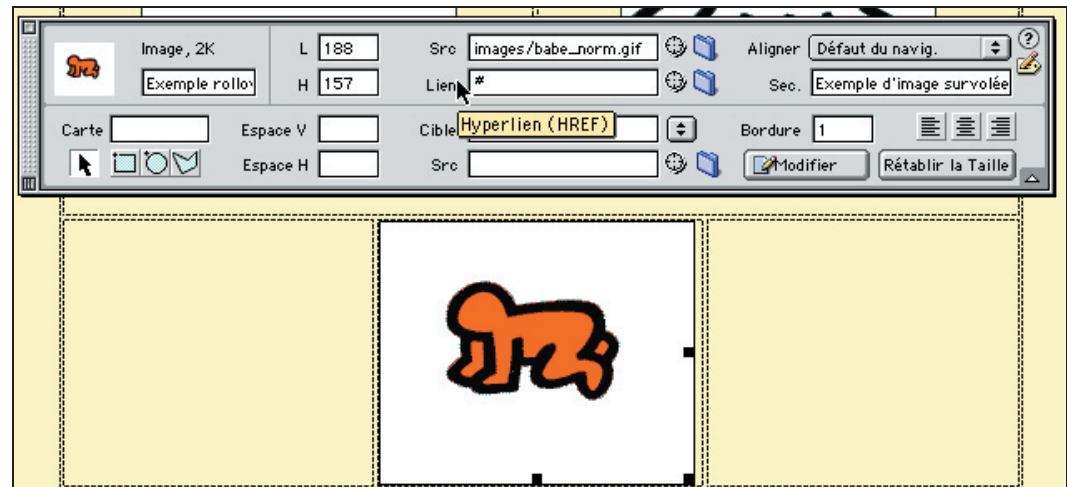 Image, 2K L 188 Src images/babe_norm.gif Aligner Défaut du navig. ?
Exemple rollo H 157 Lien # Sec. Exemple d'image survolée
Carte Espace V Cible Hyperlien (HREF) Bordure 1
Espace H Src Modifier Rétablir la Taille